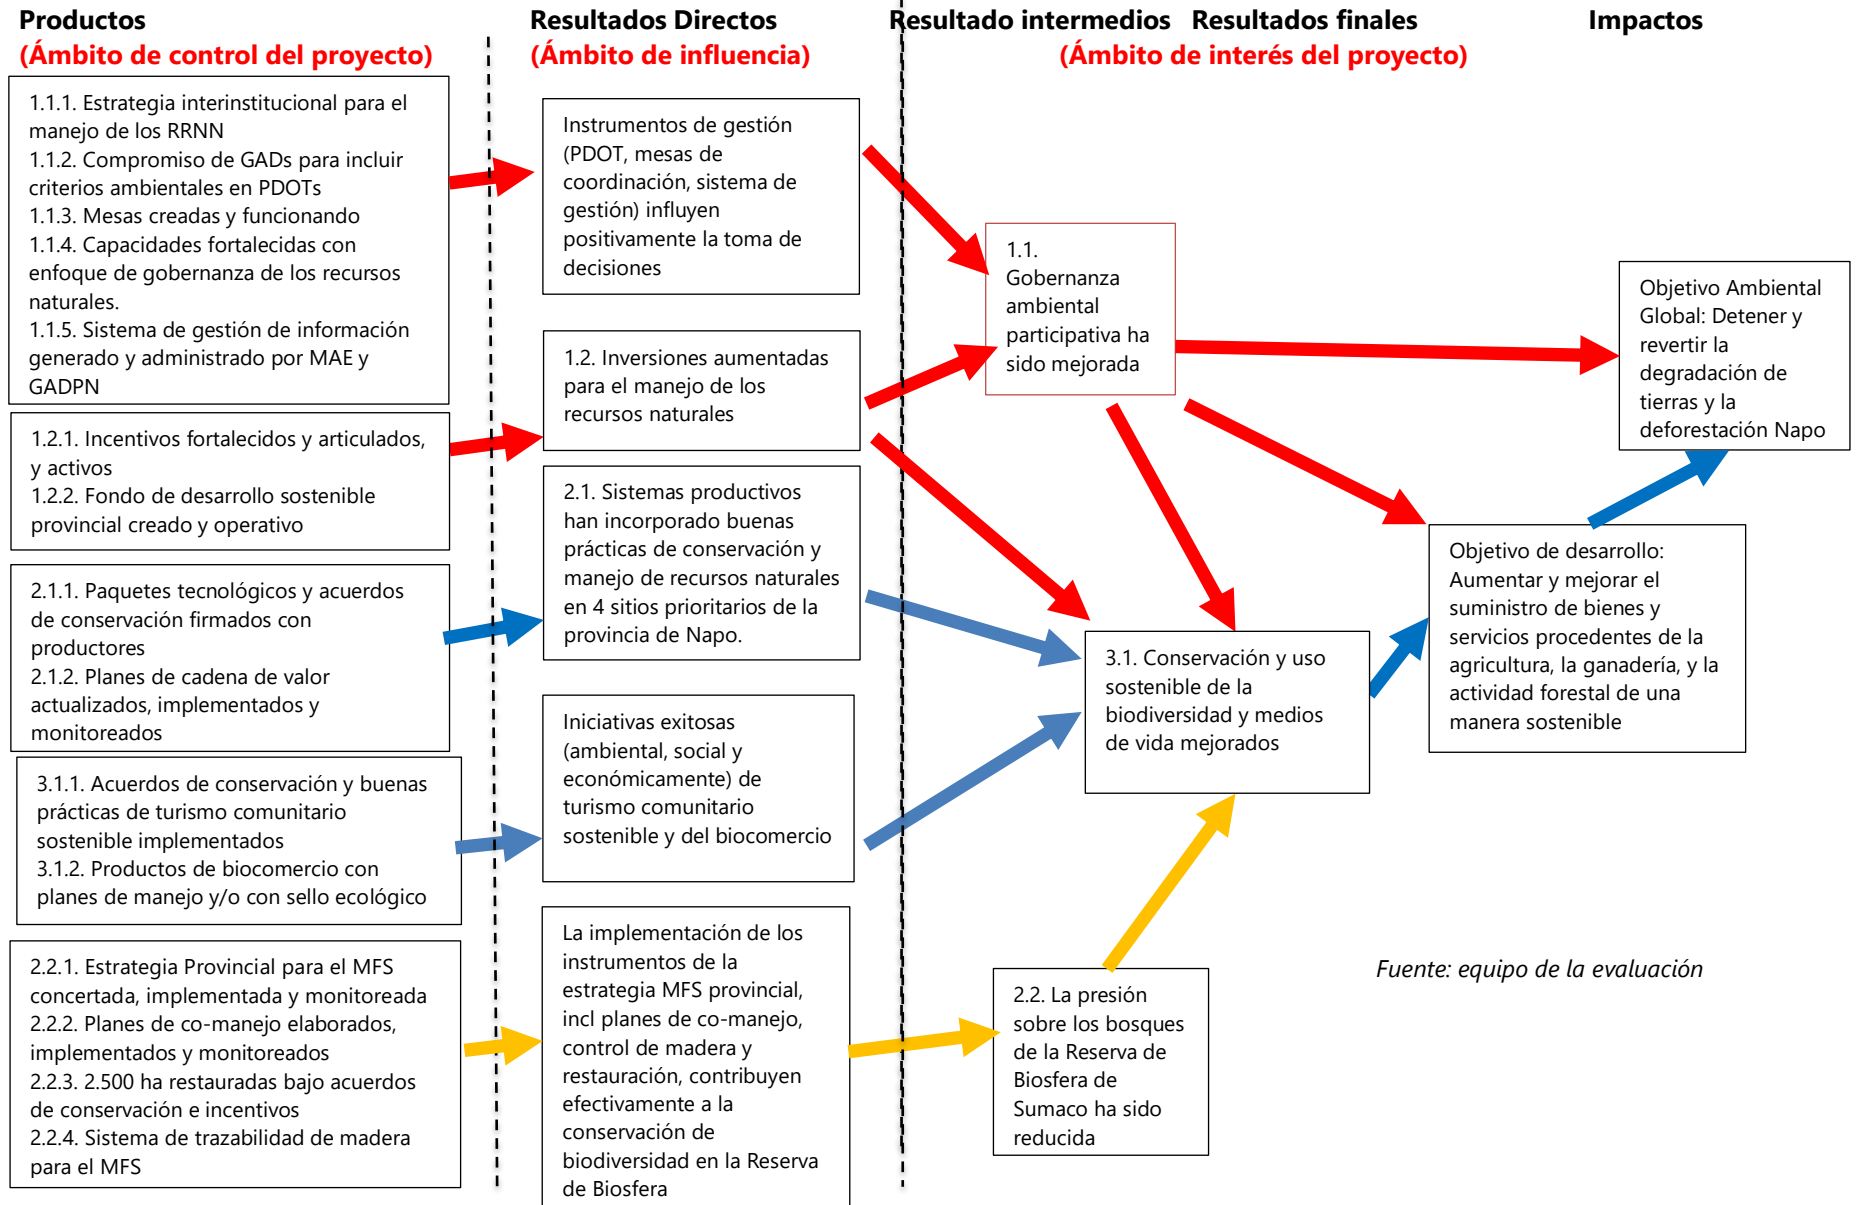 Productos
(Ámbito de control del proyecto)
Resultados Directos
(Ámbito de influencia)
Resultado intermedios
Resultados finales
Impactos
(Ámbito de interés del proyecto)
1.1.1. Estrategia interinstitucional para el
manejo de los RRNN
1.1.2. Compromiso de GADs para incluir
criterios ambientales en PDOTs
1.1.3. Mesas creadas y funcionando
1.1.4. Capacidades fortalecidas con
enfoque de gobernanza de los recursos
naturales.
1.1.5. Sistema de gestión de información
generado y administrado por MAE y
GADPN
1.2.1. Incentivos fortalecidos y articulados,
y activos
1.2.2. Fondo de desarrollo sostenible
provincial creado y operativo
2.1.1. Paquetes tecnológicos y acuerdos
de conservación firmados con
productores
2.1.2. Planes de cadena de valor
actualizados, implementados y
monitoreados
3.1.1. Acuerdos de conservación y buenas
prácticas de turismo comunitario
sostenible implementados
3.1.2. Productos de biocomercio con
planes de manejo y/o con sello ecológico
2.2.1. Estrategia Provincial para el MFS
concertada, implementada y monitoreada
2.2.2. Planes de co-manejo elaborados,
implementados y monitoreados
2.2.3. 2.500 ha restauradas bajo acuerdos
de conservación e incentivos
2.2.4. Sistema de trazabilidad de madera
para el MFS
Instrumentos de gestión
(PDOT, mesas de
coordinación, sistema de
gestión) influyen
positivamente la toma de
decisiones
1.2. Inversiones aumentadas
para el manejo de los
recursos naturales
2.1. Sistemas productivos
han incorporado buenas
prácticas de conservación y
manejo de recursos naturales
en 4 sitios prioritarios de la
provincia de Napo.
Iniciativas exitosas
(ambiental, social y
económicamente) de
turismo comunitario
sostenible y del biocomercio
La implementación de los
instrumentos de la
estrategia MFS provincial,
incl planes de co-manejo,
control de madera y
restauración, contribuyen
efectivamente a la
conservación de
biodiversidad en la Reserva
de Biosfera
1.1.
Gobernanza
ambiental
participativa ha
sido mejorada
3.1. Conservación y uso
sostenible de la
biodiversidad y medios
de vida mejorados
2.2. La presión
sobre los bosques
de la Reserva de
Biosfera de
Sumaco ha sido
reducida
Objetivo Ambiental
Global: Detener y
revertir la
degradación de
tierras y la
deforestación Napo
Objetivo de desarrollo:
Aumentar y mejorar el
suministro de bienes y
servicios procedentes de la
agricultura, la ganadería, y la
actividad forestal de una
manera sostenible
Fuente: equipo de la evaluación